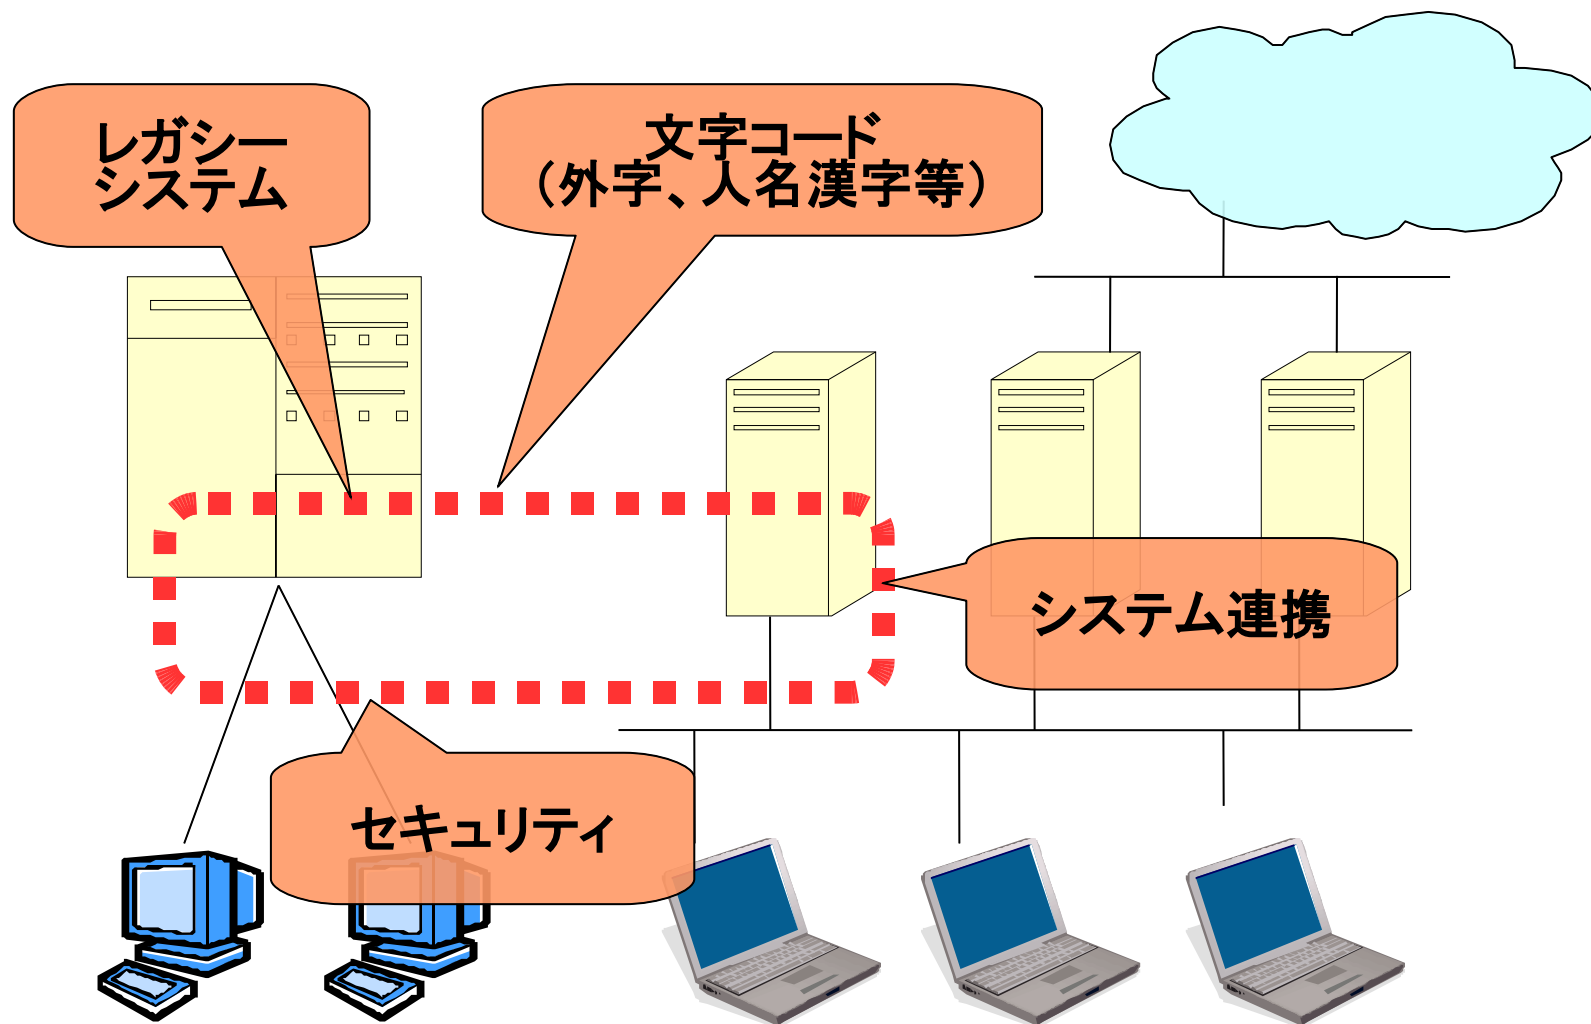 レガシー
システム
文字コード
（外字、人名漢字等）
システム連携
セキュリティ